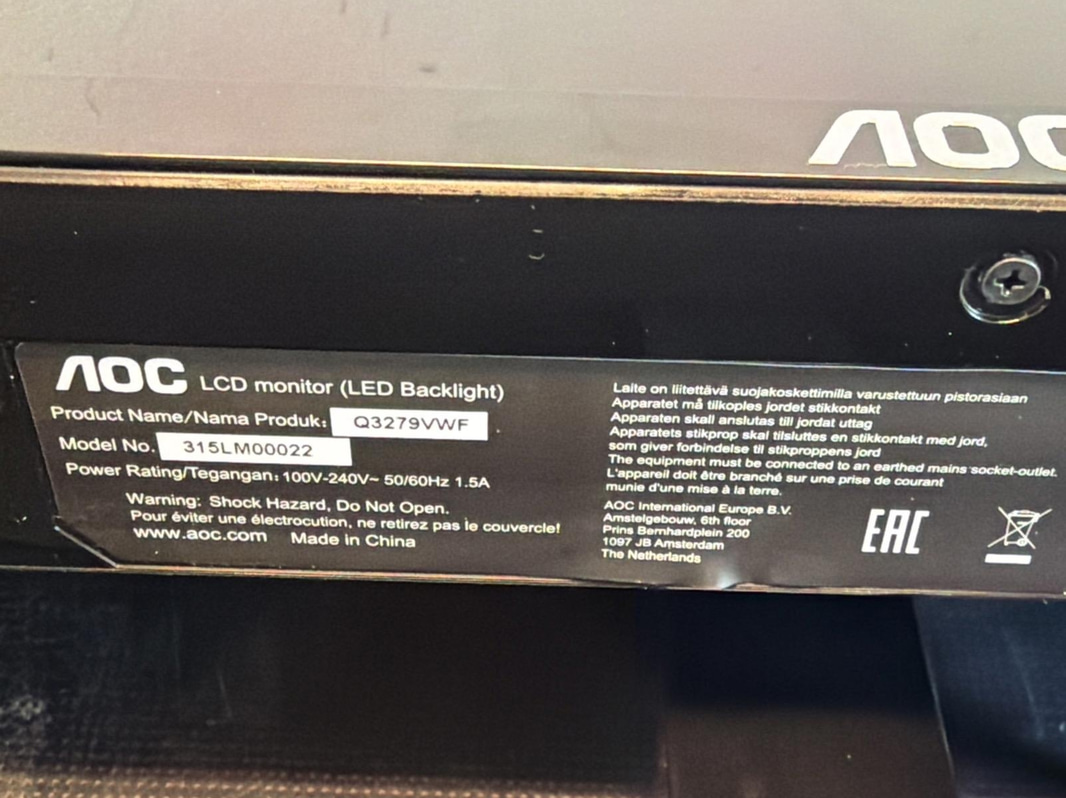 AOC
AOC LCD monitor (LED Backlight)
Product Name/Nama Produk: Q3279VWF
Model No. 315LM00022
Power Rating/Tegangan: 100V-240V~ 50/60Hz 1.5A
Warning: Shock Hazard, Do Not Open.
Pour éviter une électrocution, ne retirez pas le couvercle!
www.aoc.com Made in China
Laite on liitettävä suojakoskettimilla varustettuun pistorasiaan
Apparatet må tilkoples jordet stikkontakt
Apparaten skall anslutas till jordat uttag
Apparatets stikprop skal tilsluttes en stikkontakt med jord,
som giver forbindelse til stikproppens jord
The equipment must be connected to an earthed mains socket-outlet.
L'appareil doit être branché sur une prise de courant
munie d'une mise à la terre.
AOC International Europe B.V.
Amstelgebouw, 6th floor
Prins Bernhardplein 200
1097 JB Amsterdam
The Netherlands
EAC